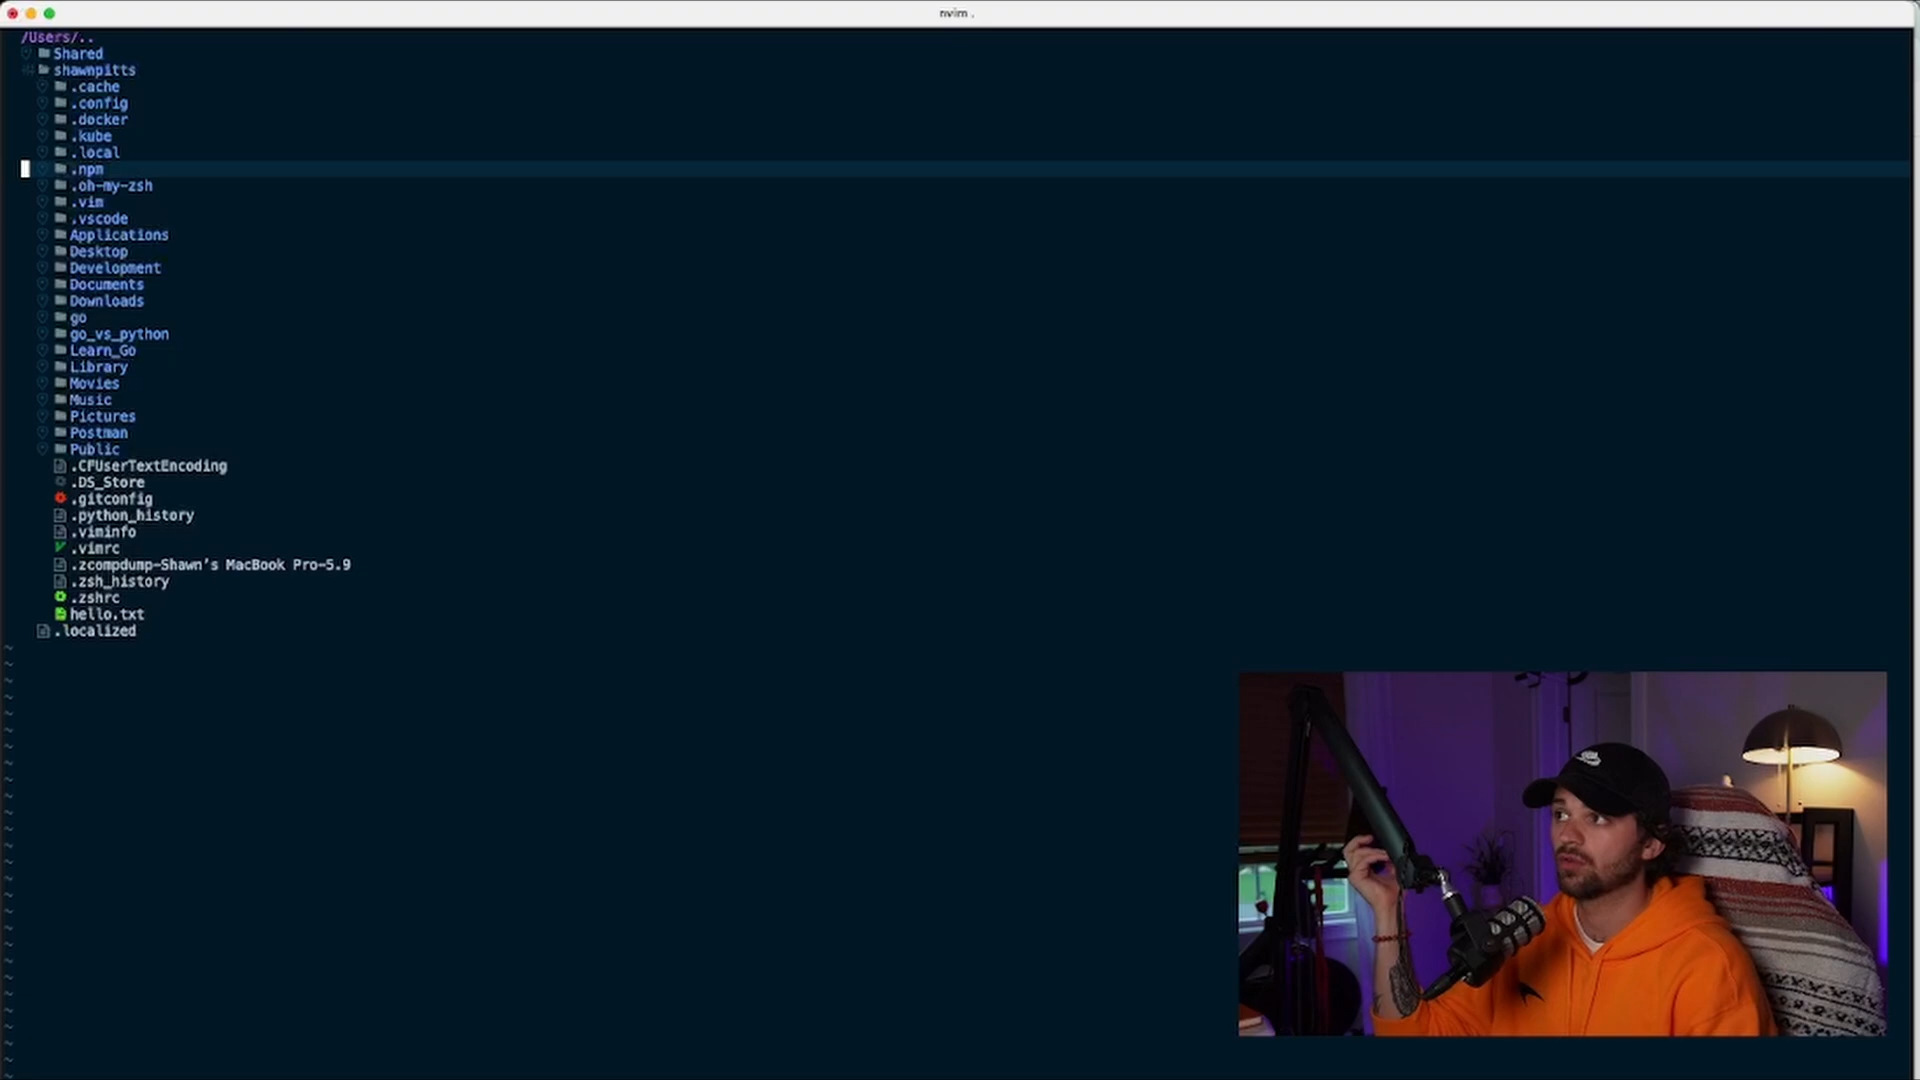 nvim .
/Users/..
Shared
shawnpitts
.cache
.config
.docker
.kube
.local
.npm
.oh-my-zsh
.vim
.vscode
Applications
Desktop
Development
Documents
Downloads
go
go_vs_python
Learn_Go
Library
Movies
Music
Pictures
Postman
Public
.CFUserTextEncoding
.DS_Store
.gitconfig
.python_history
.viminfo
.vimrc
.zcompdump-Shawn’s MacBook Pro-5.9
.zsh_history
.zshrc
hello.txt
.localized